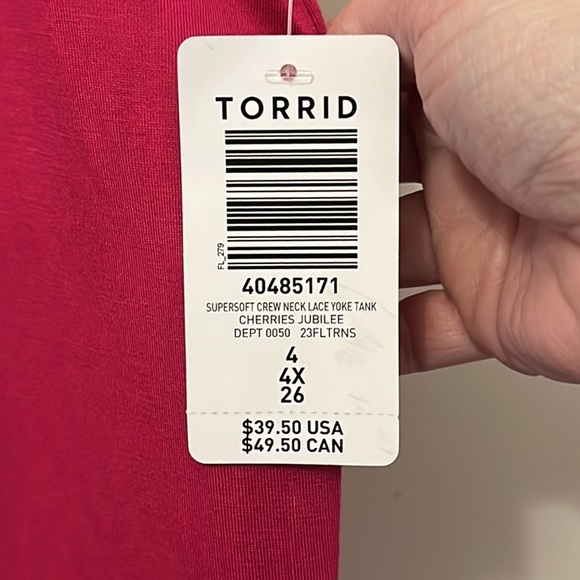 TORRID
FL_279
40485171
SUPERSOFT CREW NECK LACE YOKE TANK
CHERRIES JUBILEE
DEPT 0050 23FLTRNS
4
4X
26
$39.50 USA
$49.50 CAN